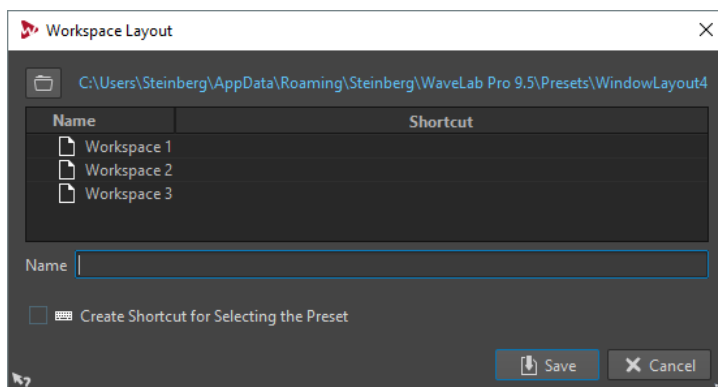 Workspace Layout
C:\Users\Steinberg\AppData\Roaming\Steinberg\WaveLab Pro 9.5\Presets\WindowLayout4
Name Shortcut
Workspace 1
Workspace 2
Workspace 3
Name
Create Shortcut for Selecting the Preset
Save Cancel